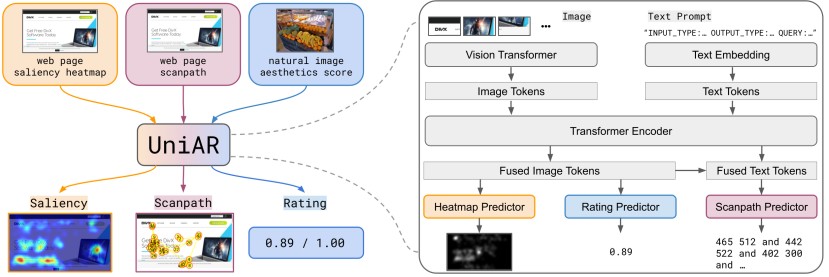 web page
saliency heatmap
web page
scanpath
natural image
aesthetics score
UniAR
Saliency
Scanpath
Rating
0.89 / 1.00
Image
Text Prompt
"INPUT_TYPE:… OUTPUT_TYPE:… QUERY:…"
Vision Transformer
Text Embedding
Image Tokens
Text Tokens
Transformer Encoder
Fused Image Tokens
Fused Text Tokens
Heatmap Predictor
Rating Predictor
Scanpath Predictor
0.89
465 512 and 442
522 and 402 300
and …